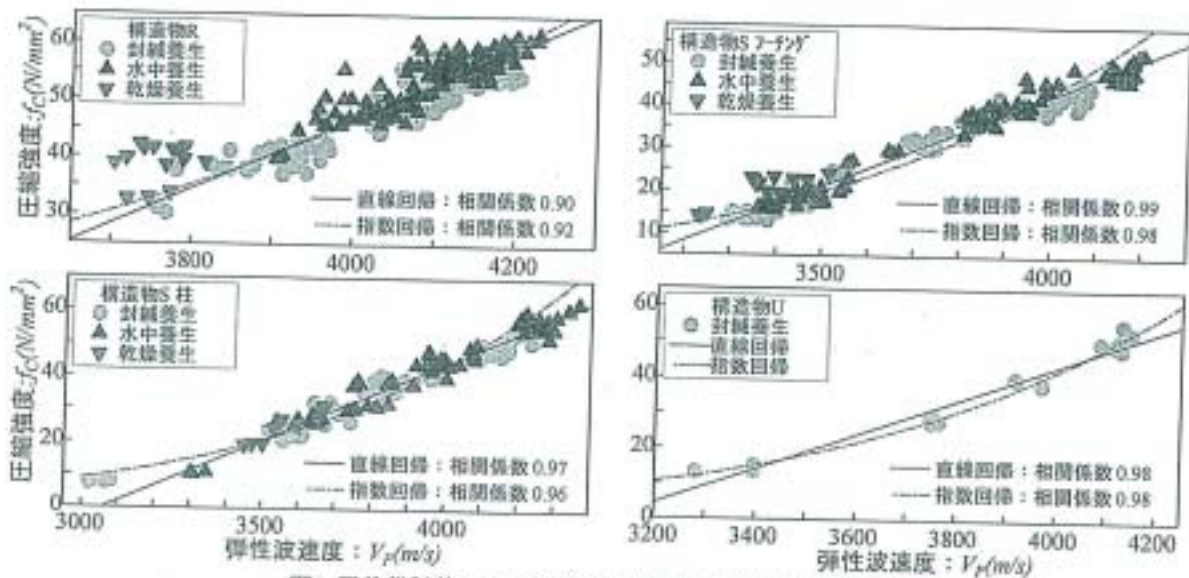 構造物R
封緘養生
水中養生
乾燥養生
直線回帰：相関係数 0.90
指数回帰：相関係数 0.92
圧縮強度:fC(N/mm²)
60
50
40
30
3800
4000
4200
構造物S フーチング
封緘養生
水中養生
乾燥養生
直線回帰：相関係数 0.99
指数回帰：相関係数 0.98
50
40
30
20
10
3500
4000
構造物S 柱
封緘養生
水中養生
乾燥養生
直線回帰：相関係数 0.97
指数回帰：相関係数 0.96
圧縮強度:fC(N/mm²)
60
40
20
0
3000
3500
4000
弾性波速度：VP(m/s)
構造物U
封緘養生
直線回帰
指数回帰
直線回帰：相関係数 0.98
指数回帰：相関係数 0.98
60
40
20
0
3200
3400
3600
3800
4000
4200
弾性波速度：VP(m/s)